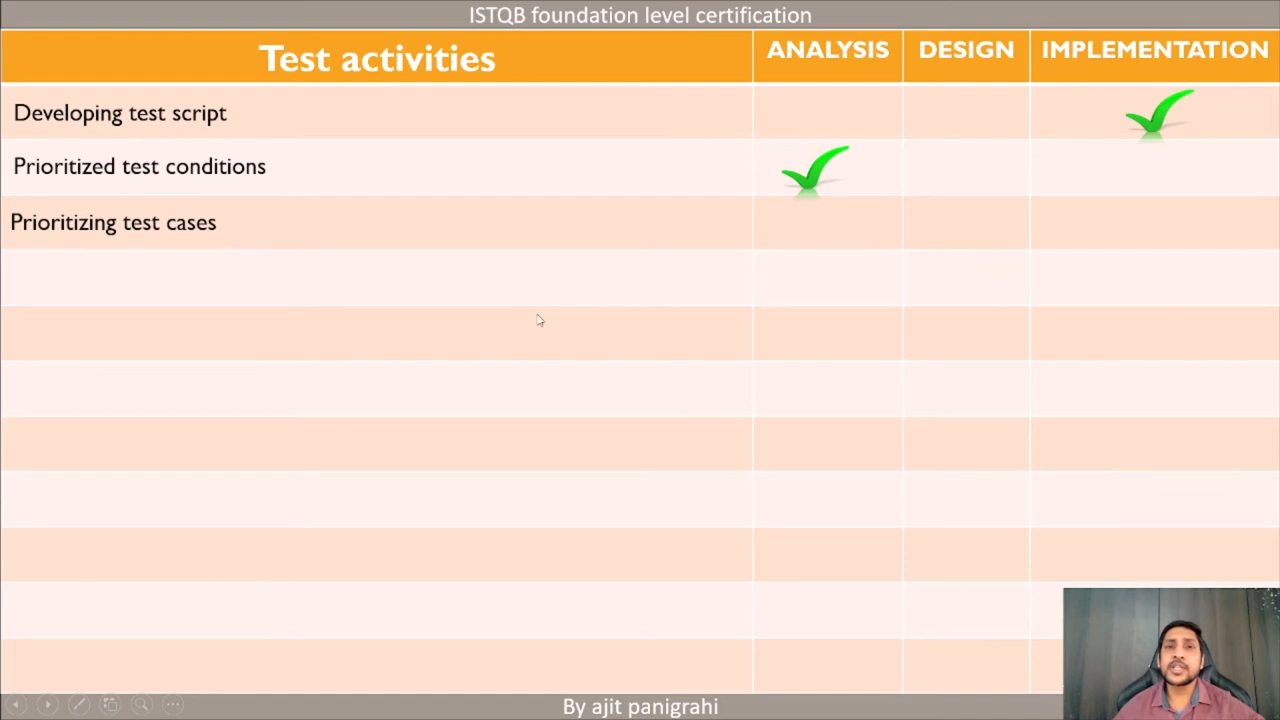 ISTQB foundation level certification
Test activities ANALYSIS DESIGN IMPLEMENTATION
Developing test script
Prioritized test conditions
Prioritizing test cases
By ajit panigrahi